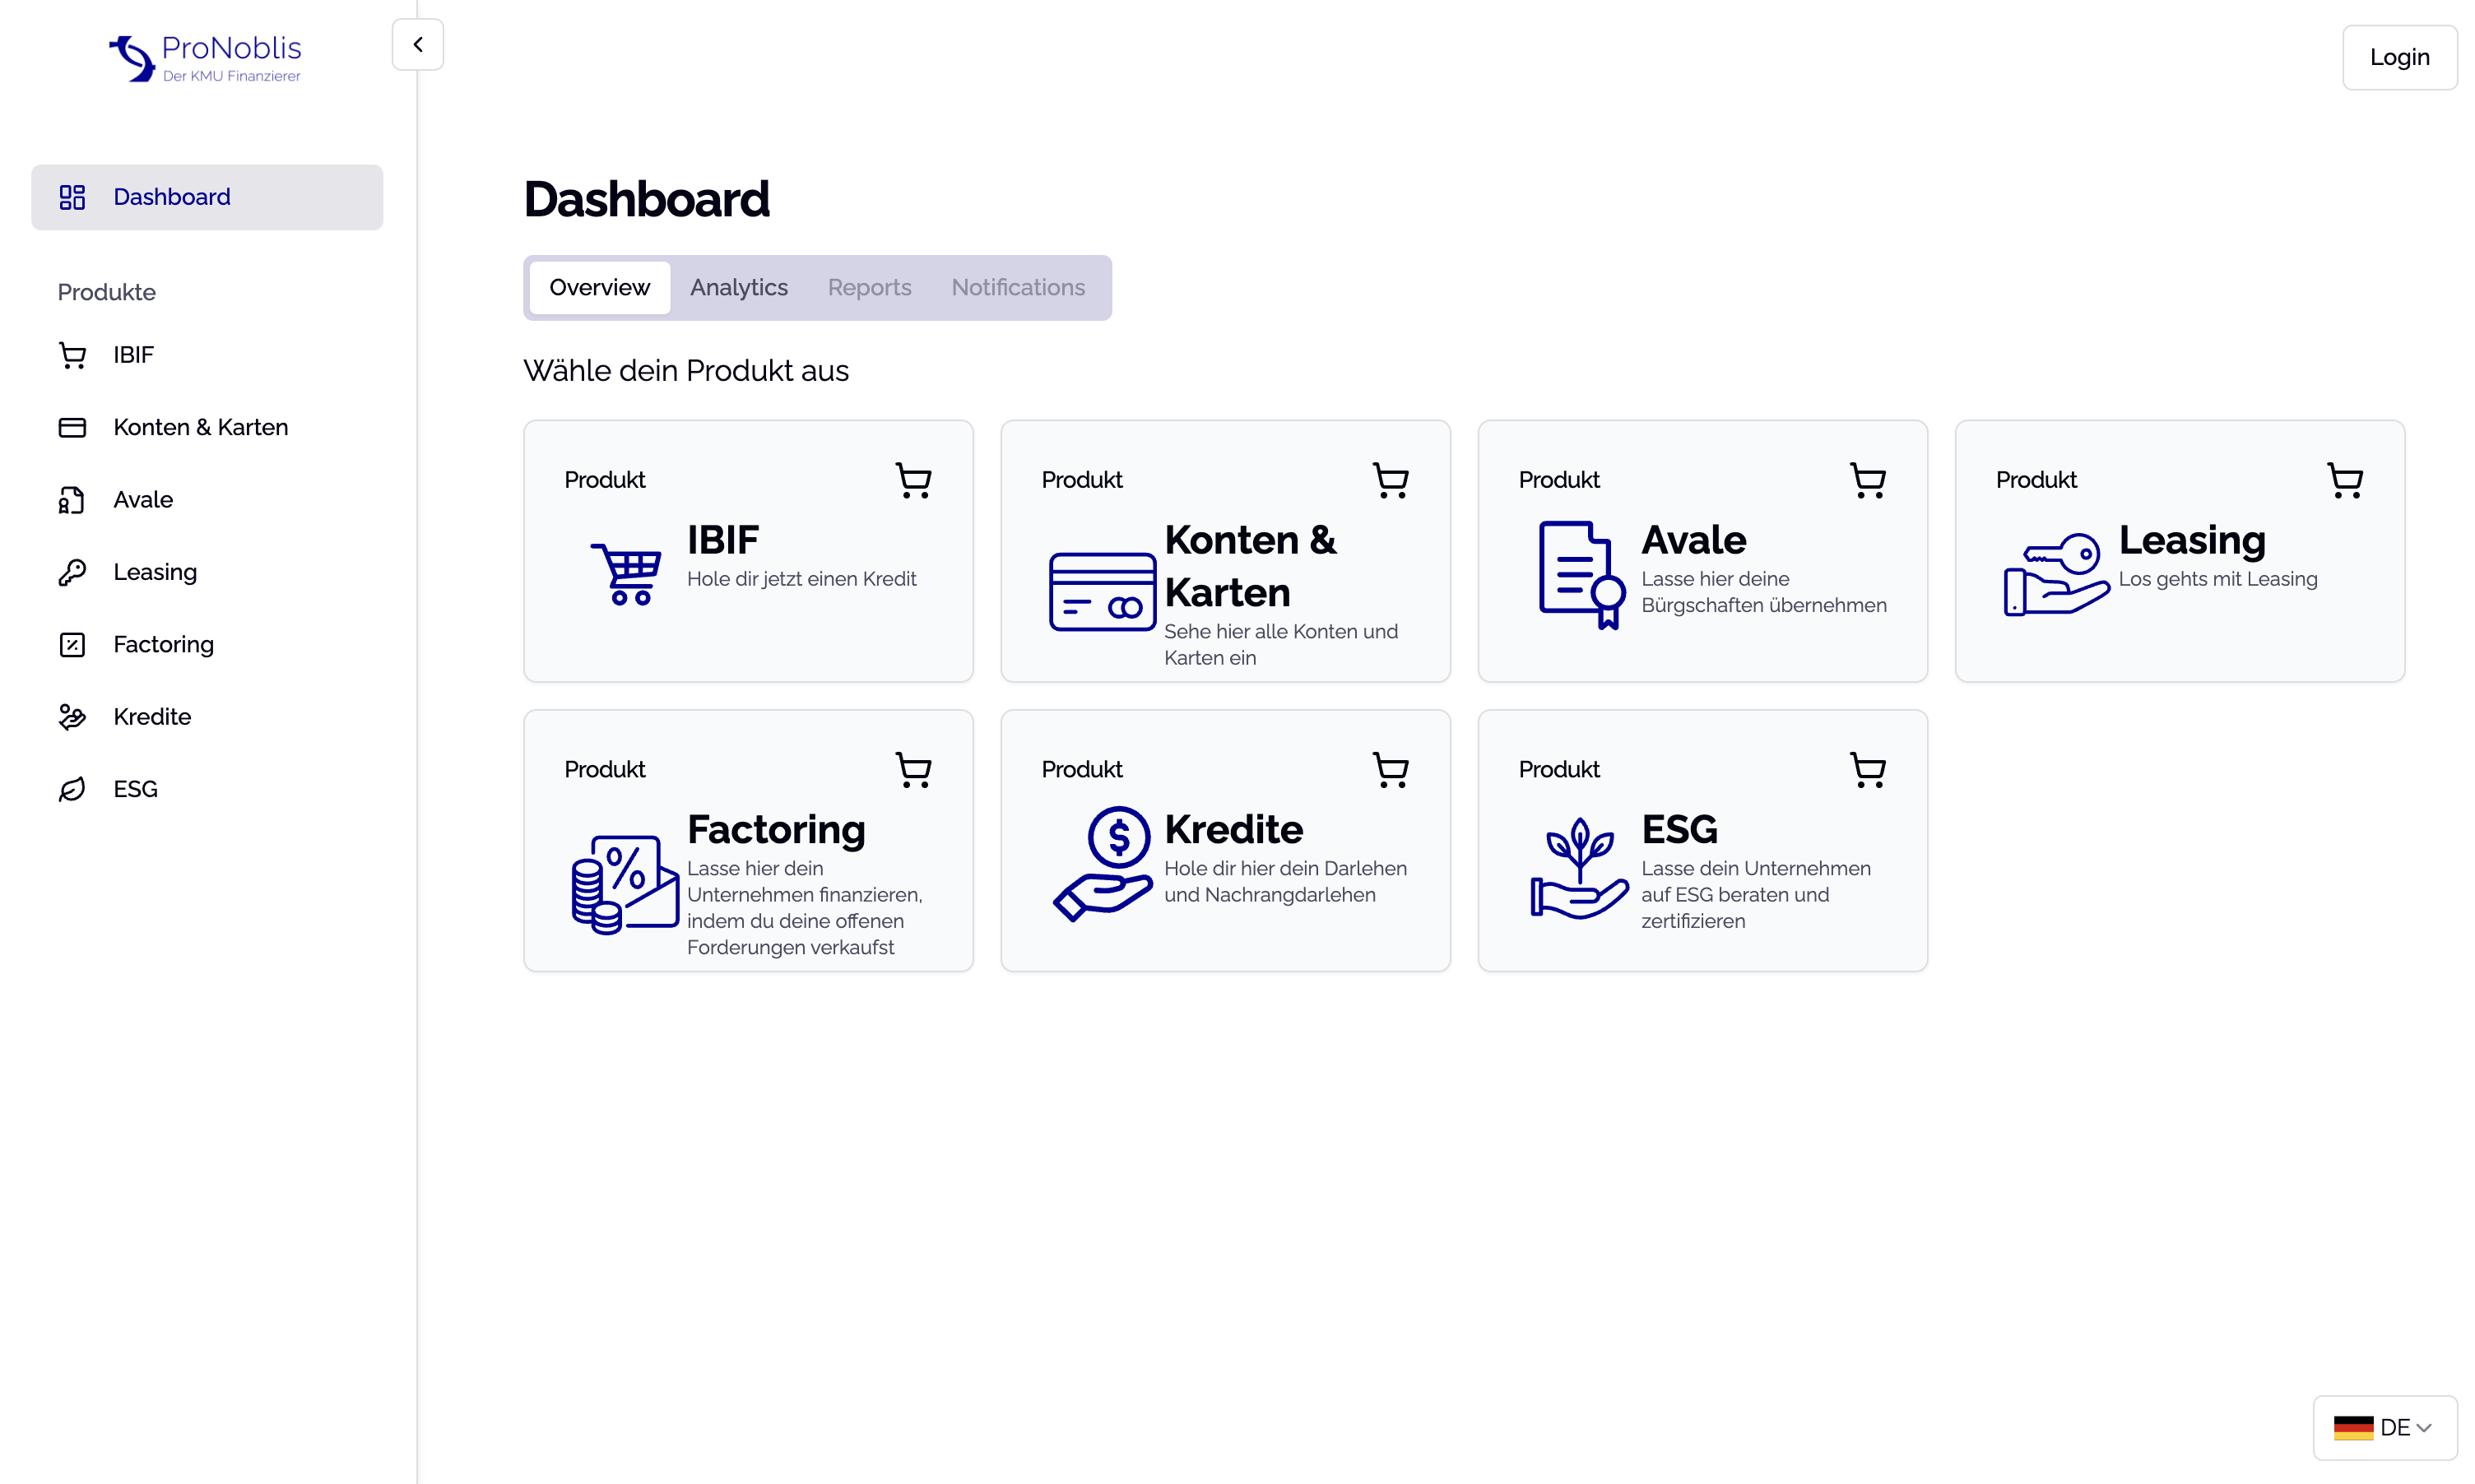 ProNoblis
Der KMU Finanzierer
Login
Dashboard
Produkte
IBIF
Konten & Karten
Avale
Leasing
Factoring
Kredite
ESG
Dashboard
Overview Analytics Reports Notifications
Wähle dein Produkt aus
Produkt
IBIF
Hole dir jetzt einen Kredit
Produkt
Konten &
Karten
Sehe hier alle Konten und
Karten ein
Produkt
Avale
Lasse hier deine
Bürgschaften übernehmen
Produkt
Leasing
Los gehts mit Leasing
Produkt
Factoring
Lasse hier dein
Unternehmen finanzieren,
indem du deine offenen
Forderungen verkaufst
Produkt
Kredite
Hole dir hier dein Darlehen
und Nachrangdarlehen
Produkt
ESG
Lasse dein Unternehmen
auf ESG beraten und
zertifizieren
DE